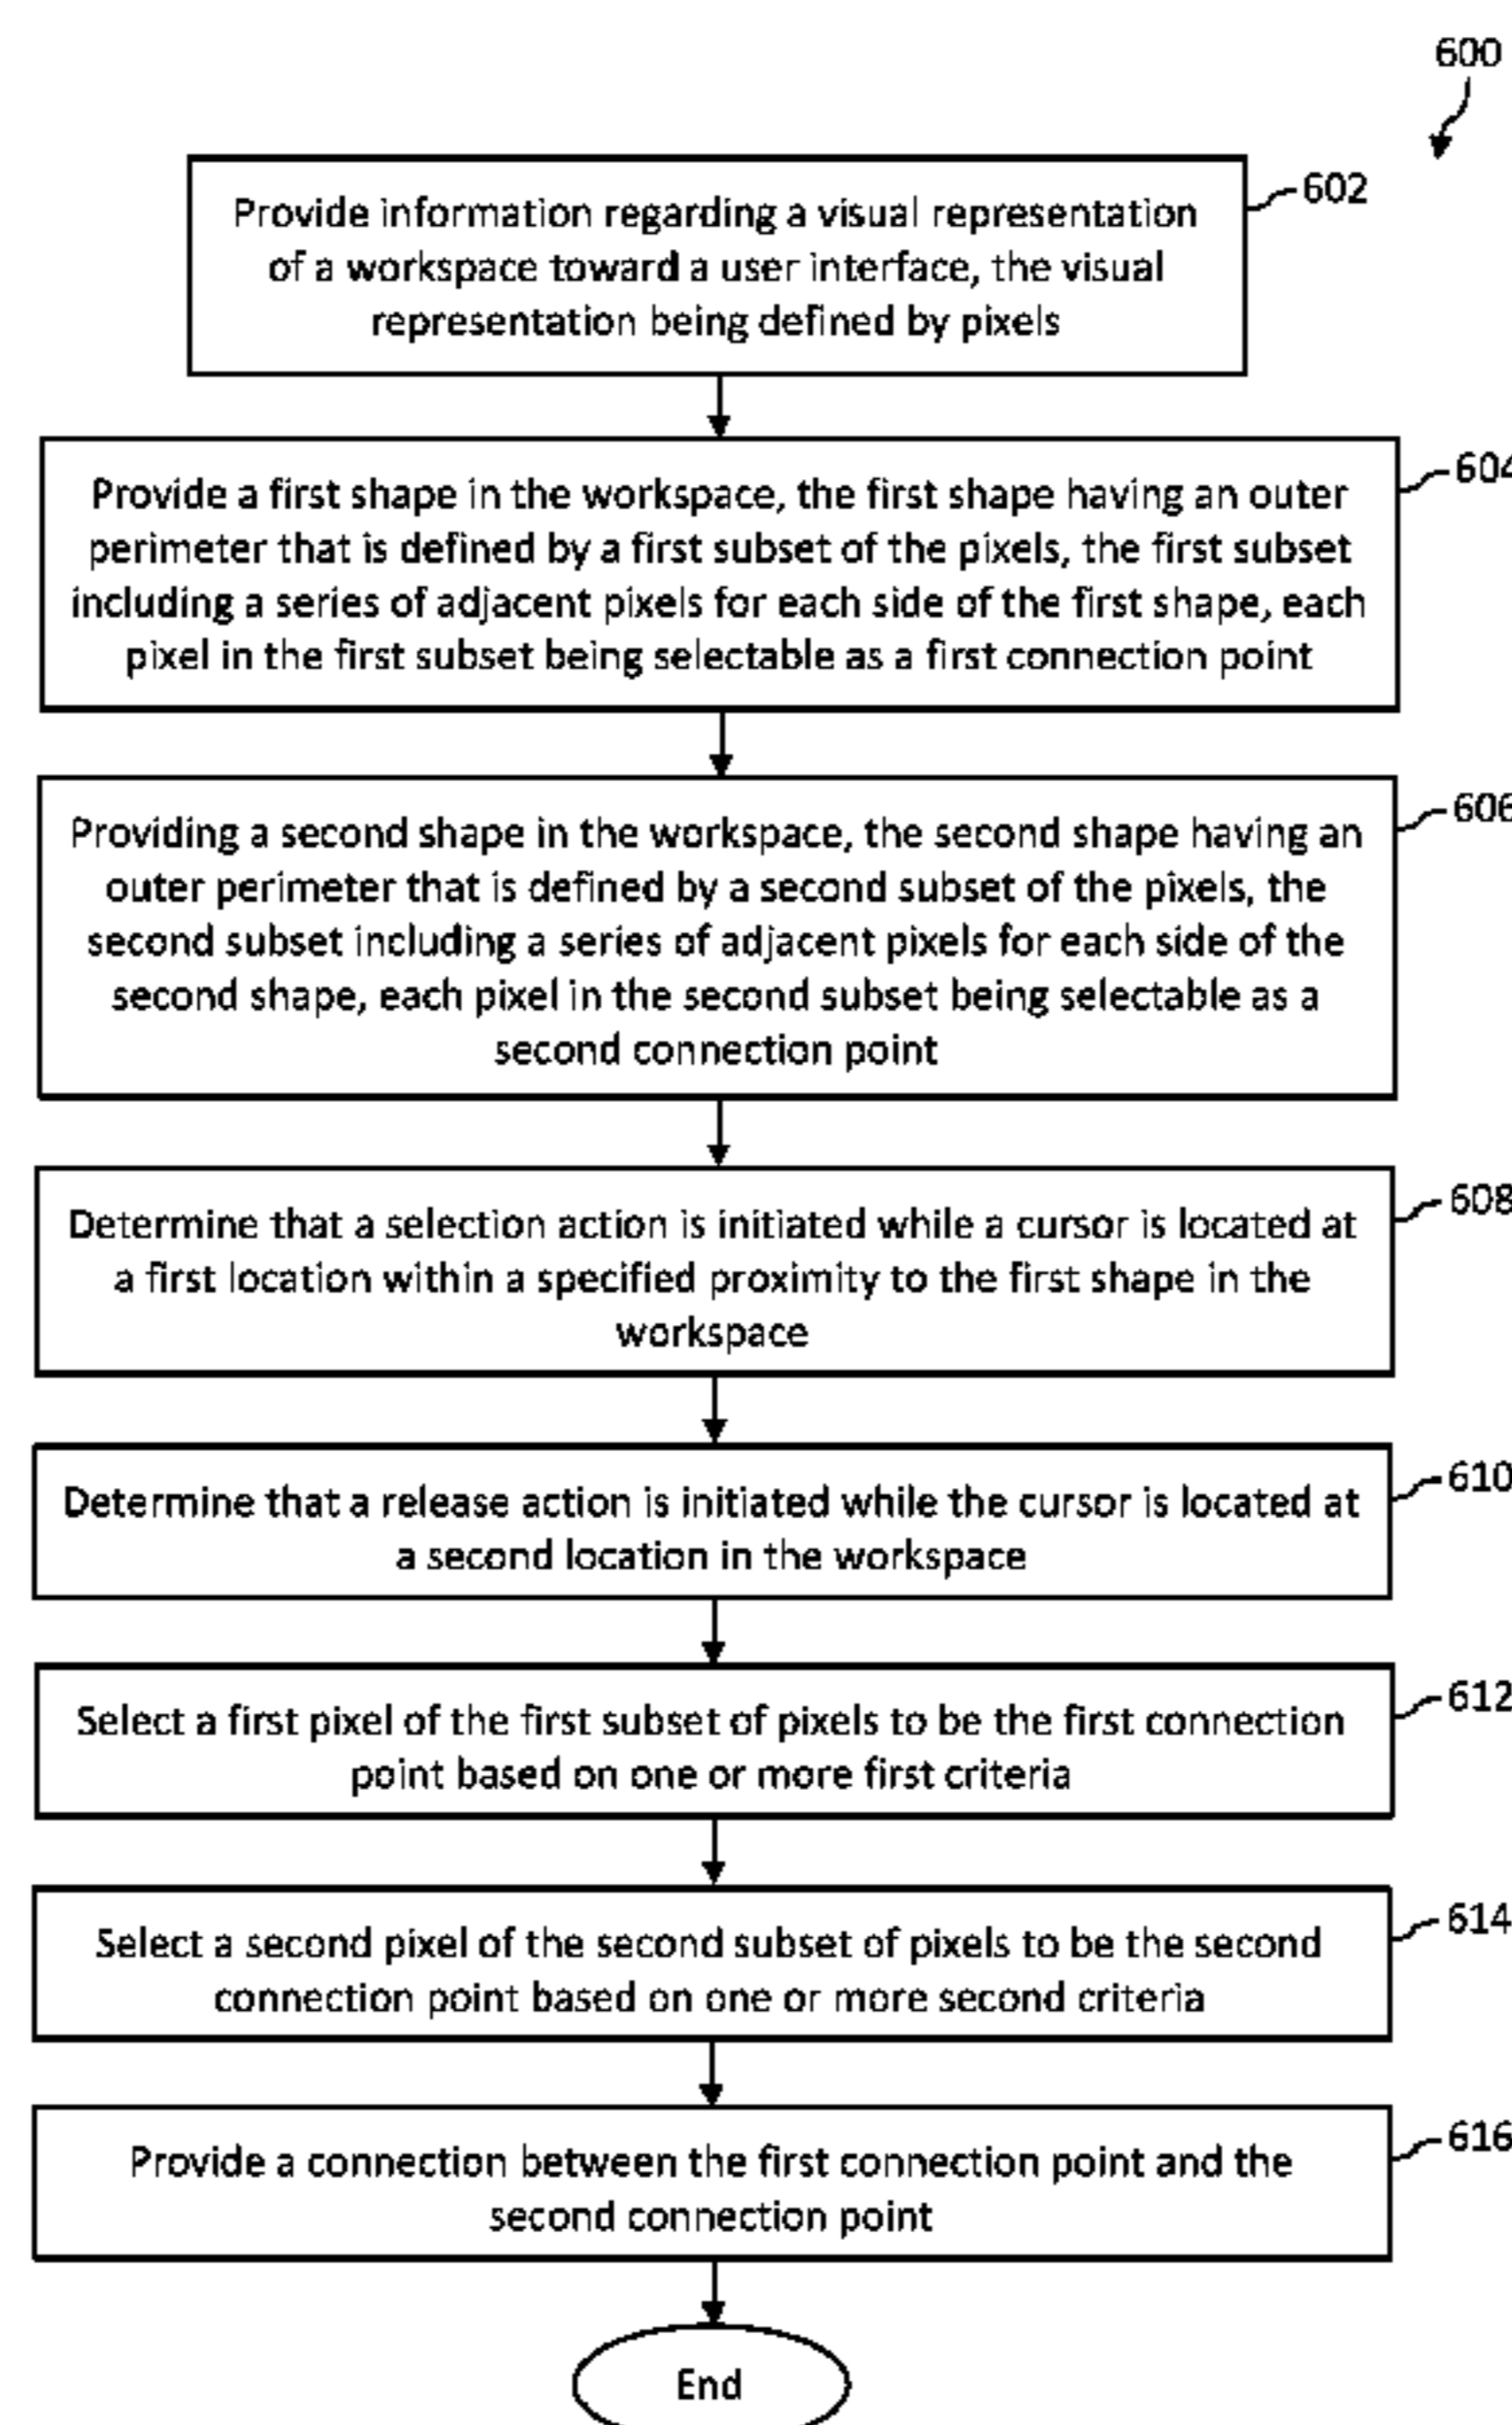 600
Provide information regarding a visual representation
602
of a workspace toward a user interface, the visual
representation being defined by pixels
Provide a first shape in the workspace, the first shape having an outer
604
perimeter that is defined by a first subset of the pixels, the first subset
including a series of adjacent pixels for each side of the first shape, each
pixel in the first subset being selectable as a first connection point
Providing a second shape in the workspace, the second shape having an
606
outer perimeter that is defined by a second subset of the pixels, the
second subset including a series of adjacent pixels for each side of the
second shape, each pixel in the second subset being selectable as a
second connection point
Determine that a selection action is initiated while a cursor is located at
608
a first location within a specified proximity to the first shape in the
workspace
Determine that a release action is initiated while the cursor is located at
610
a second location in the workspace
Select a first pixel of the first subset of pixels to be the first connection
612
point based on one or more first criteria
Select a second pixel of the second subset of pixels to be the second
614
connection point based on one or more second criteria
Provide a connection between the first connection point and the
616
second connection point
End